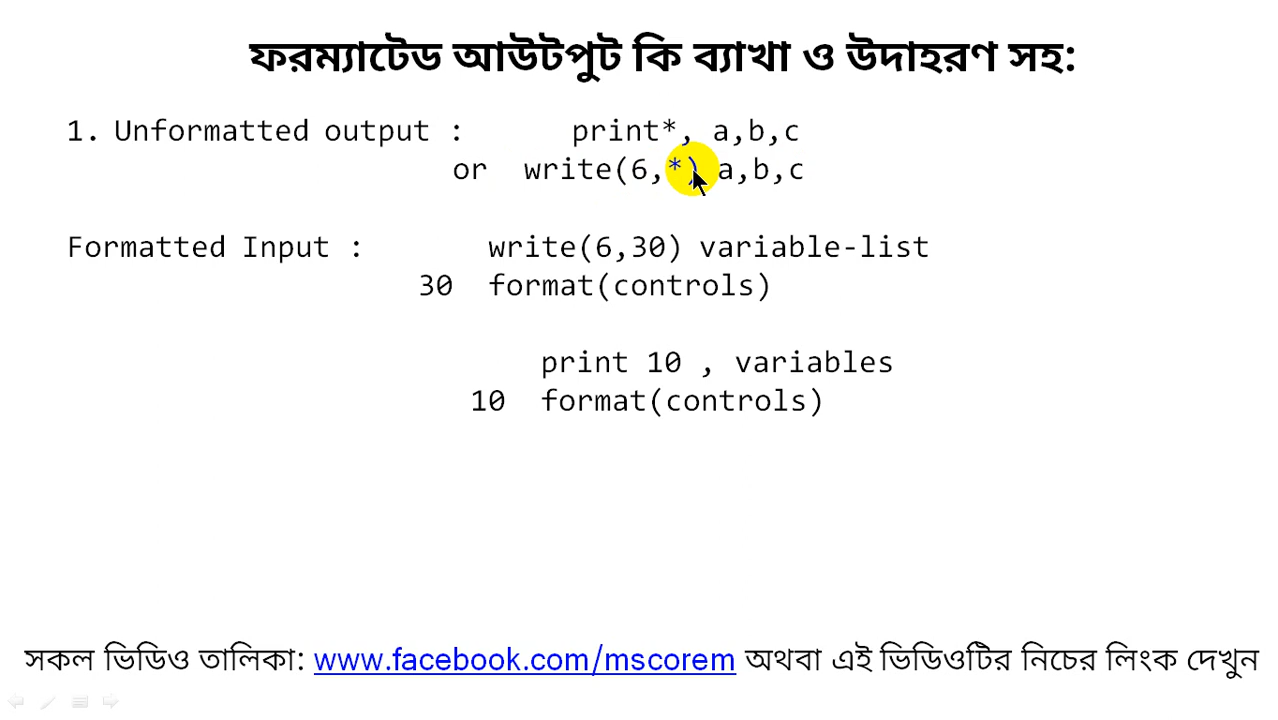 ফরম্যাটেড আউটপুট কি ব্যাখা ও উদাহরণ সহ:
1. Unformatted output : print*, a,b,c
or write(6,*) a,b,c
Formatted Input : write(6,30) variable-list
30 format(controls)
print 10 , variables
10 format(controls)
সকল ভিডিও তালিকা: www.facebook.com/mscorem অথবা এই ভিডিওটির নিচের লিংক দেখুন